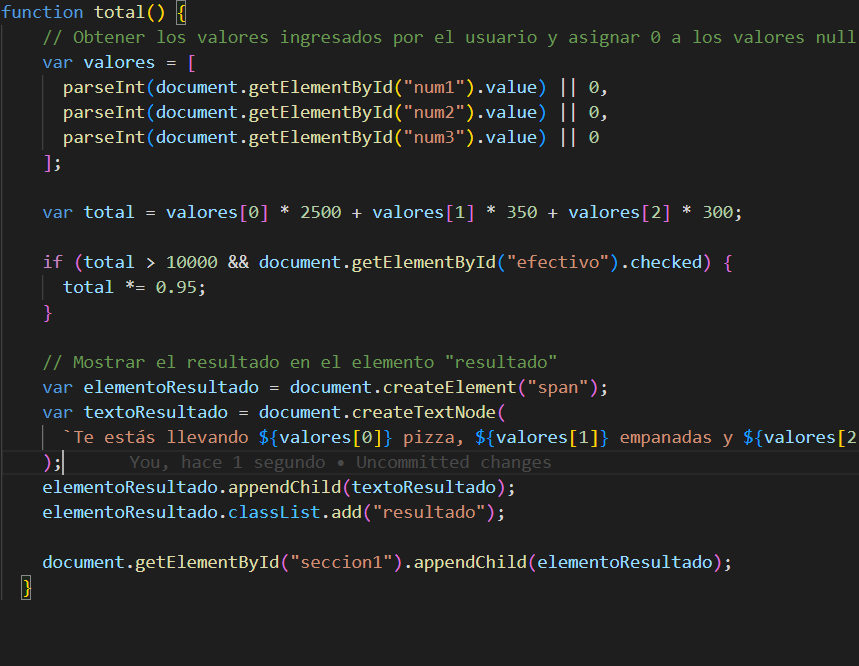 function total() {
// Obtener los valores ingresados por el usuario y asignar 0 a los valores null
var valores = [
parseInt(document.getElementById("num1").value) || 0,
parseInt(document.getElementById("num2").value) || 0,
parseInt(document.getElementById("num3").value) || 0
];
var total = valores[0] * 2500 + valores[1] * 350 + valores[2] * 300;
if (total > 10000 && document.getElementById("efectivo").checked) {
total *= 0.95;
}
// Mostrar el resultado en el elemento "resultado"
var elementoResultado = document.createElement("span");
var textoResultado = document.createTextNode(
`Te estás llevando ${valores[0]} pizza, ${valores[1]} empanadas y ${valores[2
); You, hace 1 segundo • Uncommitted changes
elementoResultado.appendChild(textoResultado);
elementoResultado.classList.add("resultado");
document.getElementById("seccion1").appendChild(elementoResultado);
}